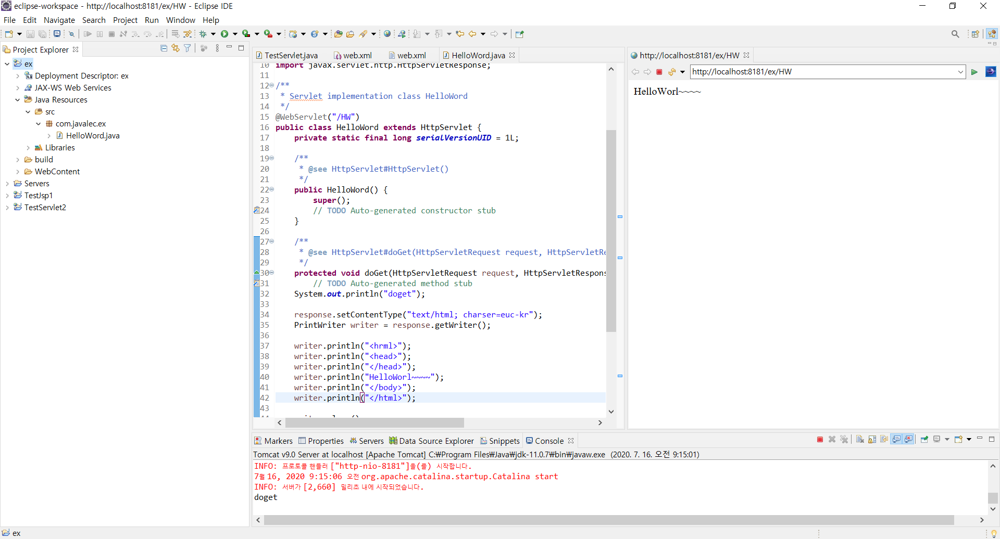 eclipse-workspace - http://localhost:8181/ex/HW - Eclipse IDE
File Edit Navigate Search Project Run Window Help
Project Explorer
ex
Deployment Descriptor: ex
JAX-WS Web Services
Java Resources
src
com.javalec.ex
HelloWord.java
Libraries
build
WebContent
Servers
TestJsp1
TestServlet2
TestServlet.java web.xml web.xml HelloWord.java
10 import javax.servlet.http.HttpServletResponse;
11
12 /**
13 * Servlet implementation class HelloWord
14 */
15 @WebServlet("/HW")
16 public class HelloWord extends HttpServlet {
17 private static final long serialVersionUID = 1L;
18
19 /**
20 * @see HttpServlet#HttpServlet()
21 */
22 public HelloWord() {
23 super();
24 // TODO Auto-generated constructor stub
25 }
26
27 /**
28 * @see HttpServlet#doGet(HttpServletRequest request, HttpServletRe
29 */
30 protected void doGet(HttpServletRequest request, HttpServletRespons
31 // TODO Auto-generated method stub
32 System.out.println("doget");
33
34 response.setContentType("text/html; charser=euc-kr");
35 PrintWriter writer = response.getWriter();
36
37 writer.println("<hrml>");
38 writer.println("<head>");
39 writer.println("</head>");
40 writer.println("HelloWorl~~~~");
41 writer.println("</body>");
42 writer.println("</html>");
43
http://localhost:8181/ex/HW
http://localhost:8181/ex/HW
HelloWorl~~~~
Markers Properties Servers Data Source Explorer Snippets Console
Tomcat v9.0 Server at localhost [Apache Tomcat] C:₩Program Files₩Java₩jdk-11.0.7₩bin₩javaw.exe (2020. 7. 16. 오전 9:15:01)
INFO: 프로토콜 핸들러 ["http-nio-8181"]을(를) 시작합니다.
7월 16, 2020 9:15:06 오전 org.apache.catalina.startup.Catalina start
INFO: 서버가 [2,660] 밀리초 내에 시작되었습니다.
doget
ex